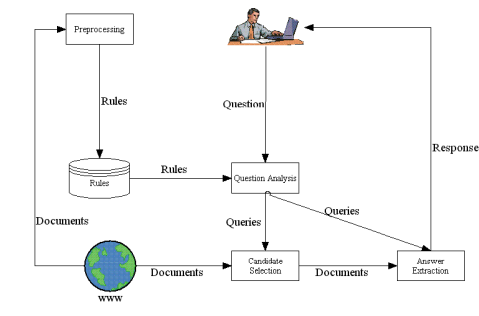 Preprocessing
Rules
Question
Response
Rules
Rules
Question Analysis
Documents
Queries
Queries
Documents
Candidate
Selection
Documents
Answer
Extraction
www